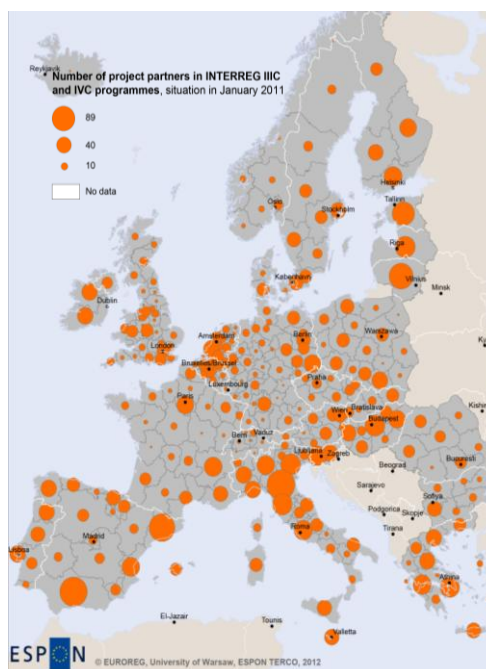 Reykjavik
Number of project partners in INTERREG IIIC
and IVC programmes, situation in January 2011
89
40
10
No data
Helsinki
Oslo
Tallinn
Stockholm
Riga
København
Vilnius
Minsk
Dublin
Amsterdam
Berlin
Warszawa
London
Bruxelles/Brussel
Praha
Luxembourg
Paris
Wien
Bratislava
Budapest
Kishin
Bern
Vaduz
Ljubljana
Zagreb
Beograd
Bucuresti
Sarajevo
Sofiya
Podgorica
Skopje
Roma
Tirana
Madrid
Lisboa
Athina
El-Jazair
Tounis
Valletta
ESPON
© EUROREG, University of Warsaw, ESPON TERCO, 2012